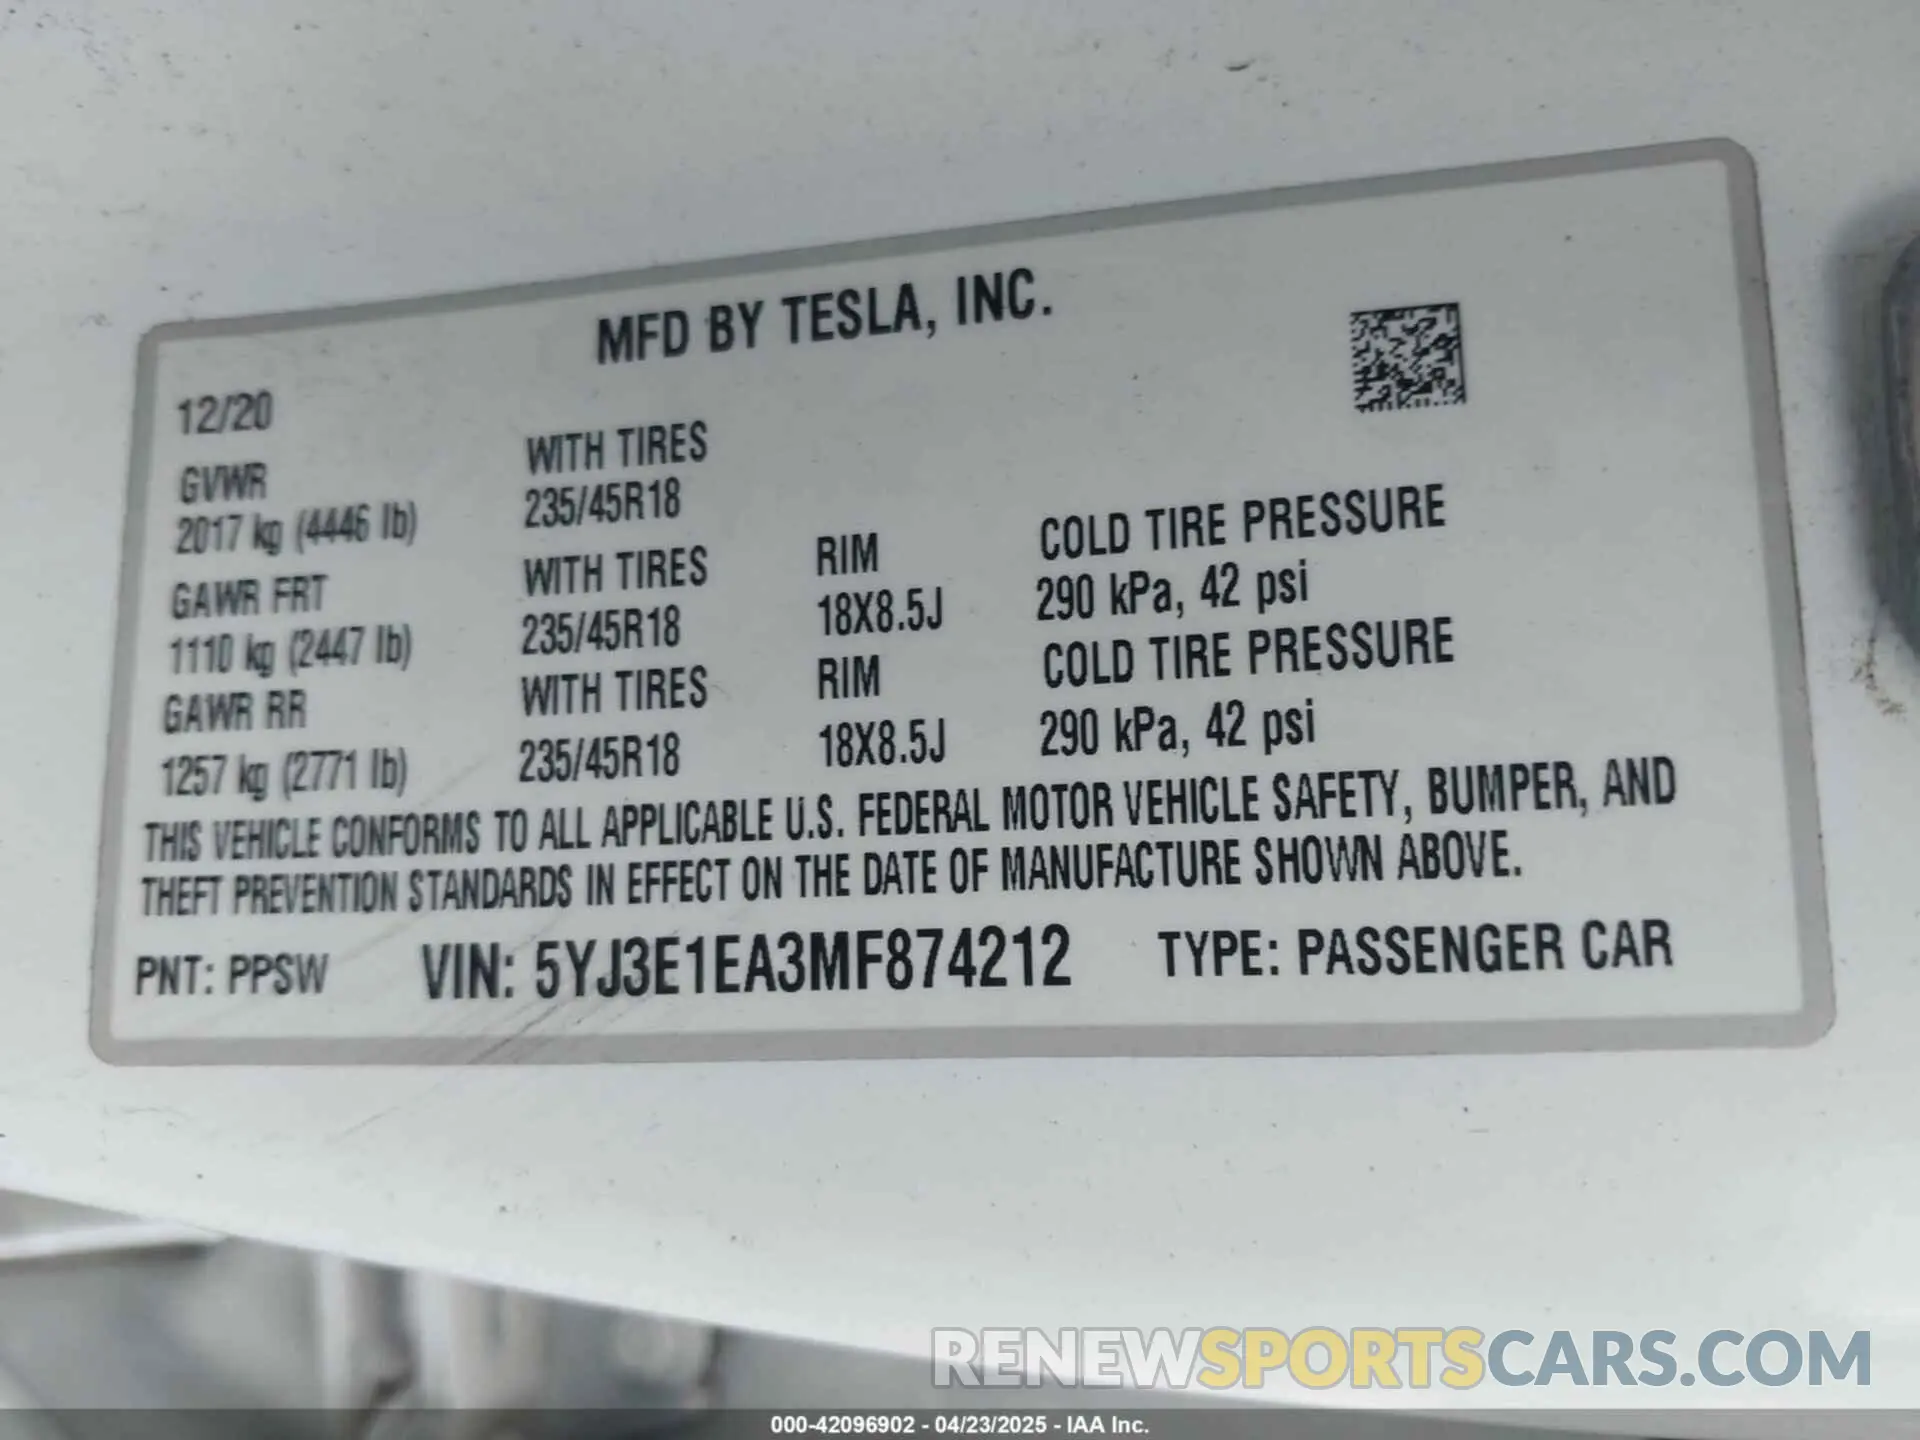 MFD BY TESLA, INC.
12/20
GVWR WITH TIRES
2017 kg (4446 lb) 235/45R18
GAWR FRT WITH TIRES RIM COLD TIRE PRESSURE
1110 kg (2447 lb) 235/45R18 18X8.5J 290 kPa, 42 psi
GAWR RR WITH TIRES RIM COLD TIRE PRESSURE
1257 kg (2771 lb) 235/45R18 18X8.5J 290 kPa, 42 psi
THIS VEHICLE CONFORMS TO ALL APPLICABLE U.S. FEDERAL MOTOR VEHICLE SAFETY, BUMPER, AND
THEFT PREVENTION STANDARDS IN EFFECT ON THE DATE OF MANUFACTURE SHOWN ABOVE.
PNT: PPSW VIN: 5YJ3E1EA3MF874212 TYPE: PASSENGER CAR
RENEWSPORTSCARS.COM
000-42096902 - 04/23/2025 - IAA Inc.